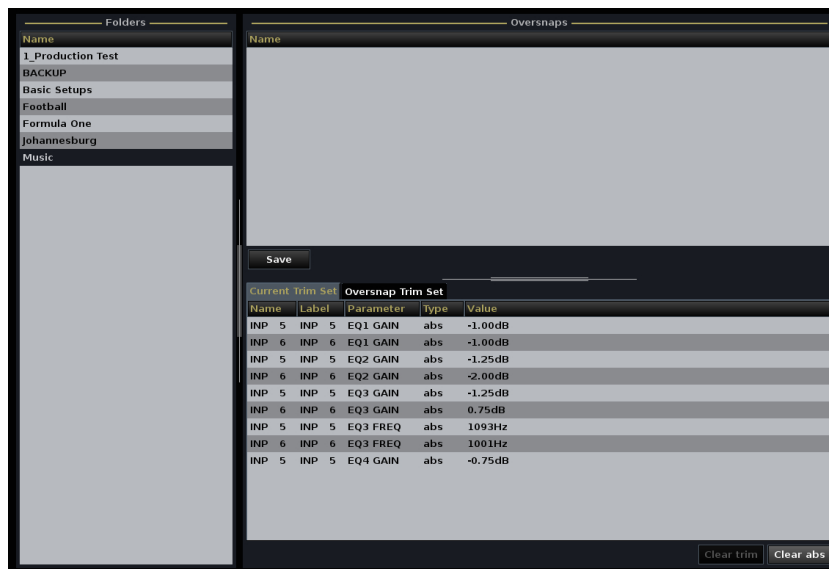 Folders
Name
1_Production Test
BACKUP
Basic Setups
Football
Formula One
Johannesburg
Music
Oversnaps
Name
Save
Current Trim Set Oversnap Trim Set
Name Label Parameter Type Value
INP 5 INP 5 EQ1 GAIN abs -1.00dB
INP 6 INP 6 EQ1 GAIN abs -1.00dB
INP 5 INP 5 EQ2 GAIN abs -1.25dB
INP 6 INP 6 EQ2 GAIN abs -2.00dB
INP 5 INP 5 EQ3 GAIN abs -1.25dB
INP 6 INP 6 EQ3 GAIN abs 0.75dB
INP 5 INP 5 EQ3 FREQ abs 1093Hz
INP 6 INP 6 EQ3 FREQ abs 1001Hz
INP 5 INP 5 EQ4 GAIN abs -0.75dB
Clear trim Clear abs